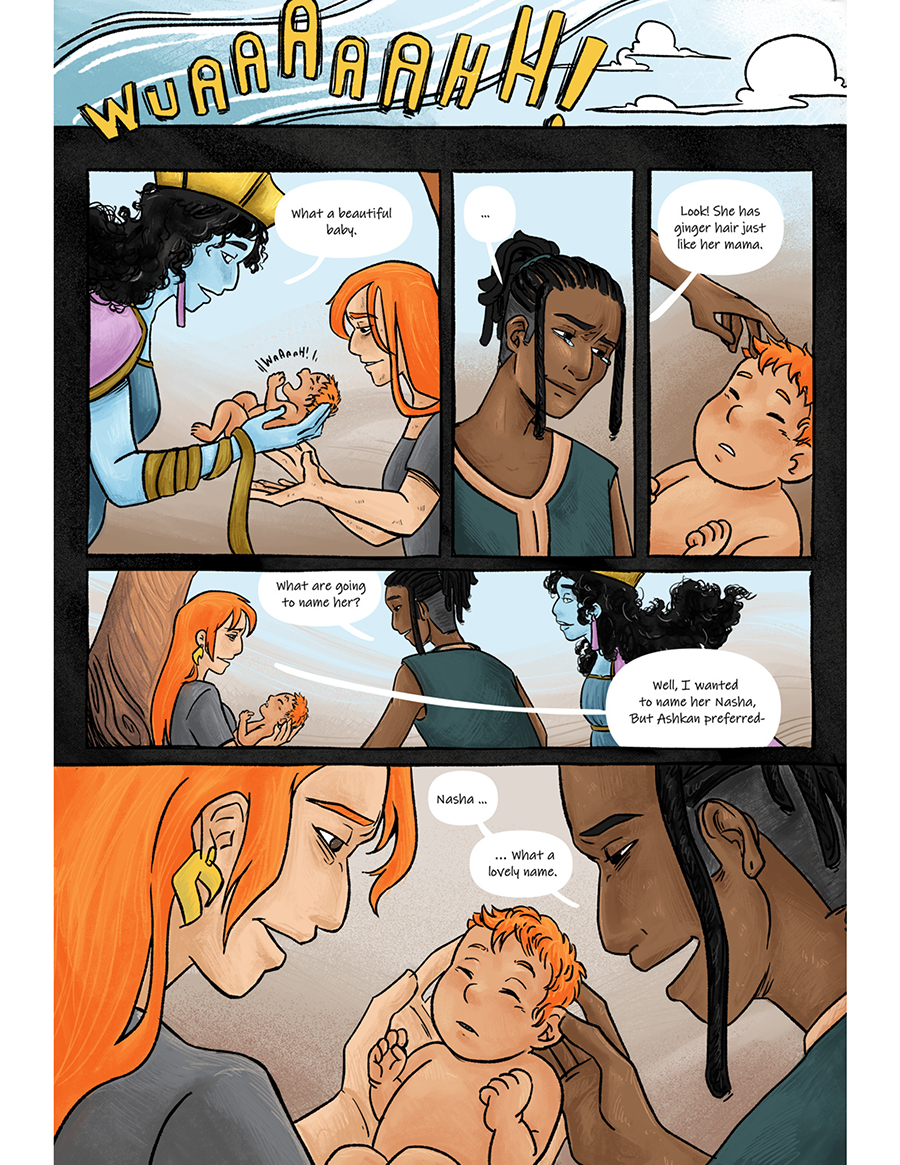 WUAAAAAAHH!
What a beautiful
baby.
WAAAAH!
...
Look! She has
ginger hair just
like her mama.
What are going
to name her?
Well, I wanted
to name her Nasha,
But Ashkan preferred-
Nasha ...
... What a
lovely name.